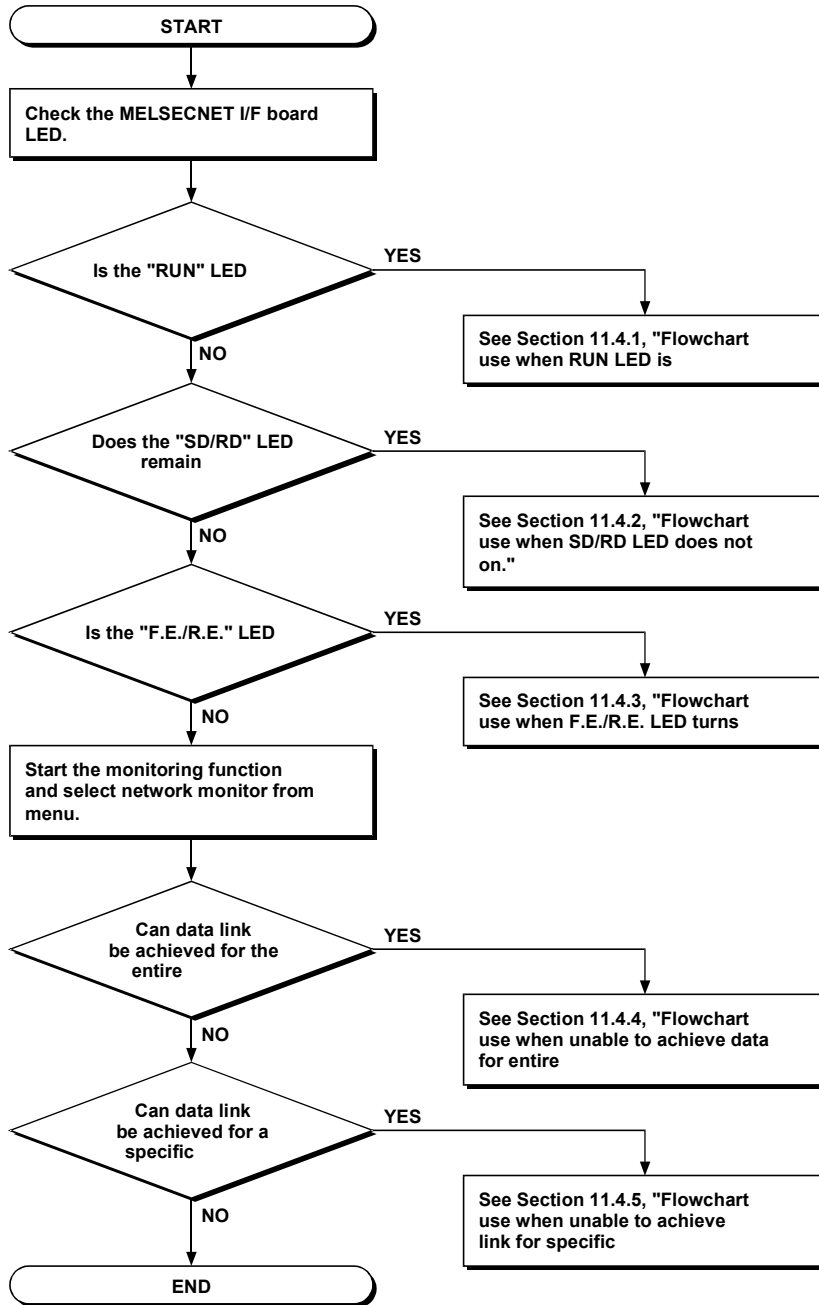 START
Check the MELSECNET I/F board
LED.
Is the "RUN" LED
YES
See Section 11.4.1, "Flowchart
use when RUN LED is
NO
Does the "SD/RD" LED
remain
YES
See Section 11.4.2, "Flowchart
use when SD/RD LED does not
on."
NO
Is the "F.E./R.E." LED
YES
See Section 11.4.3, "Flowchart
use when F.E./R.E. LED turns
NO
Start the monitoring function
and select network monitor from
menu.
Can data link
be achieved for the
entire
YES
See Section 11.4.4, "Flowchart
use when unable to achieve data
for entire
NO
Can data link
be achieved for a
specific
YES
See Section 11.4.5, "Flowchart
use when unable to achieve
link for specific
NO
END